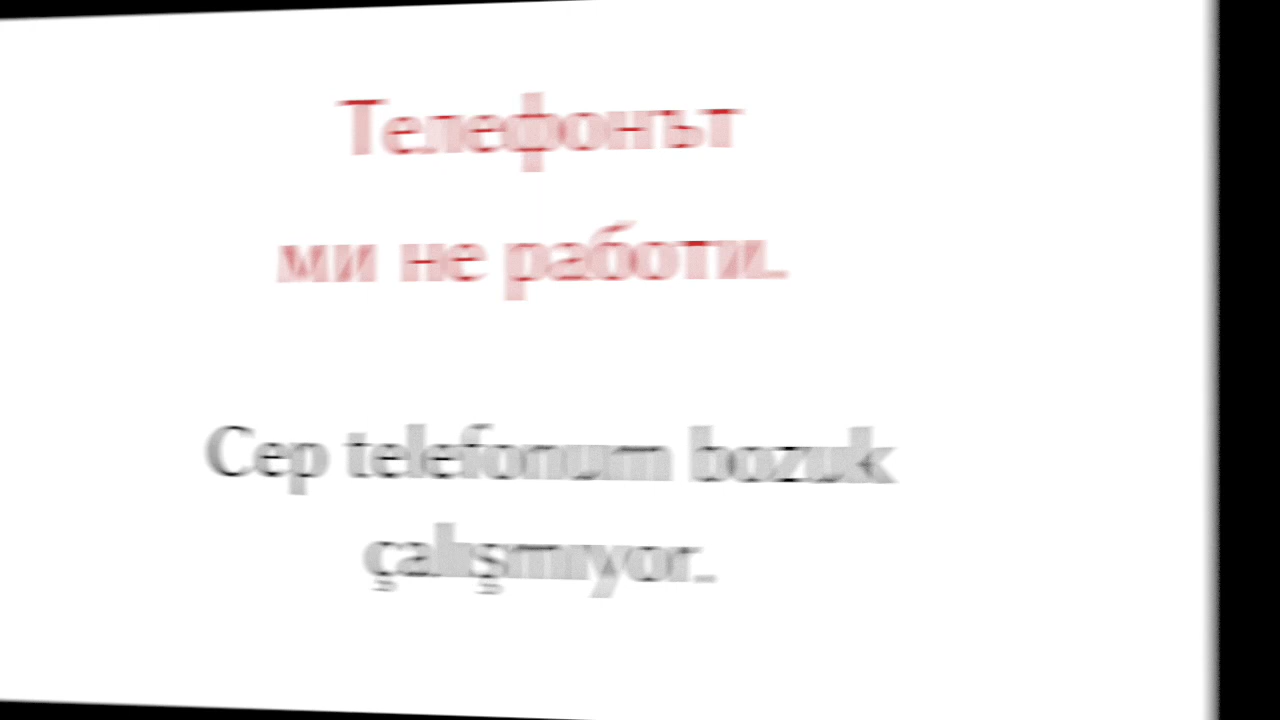 Телефонът
ми не работи.
Cep telefonum bozuk
çalışmıyor.